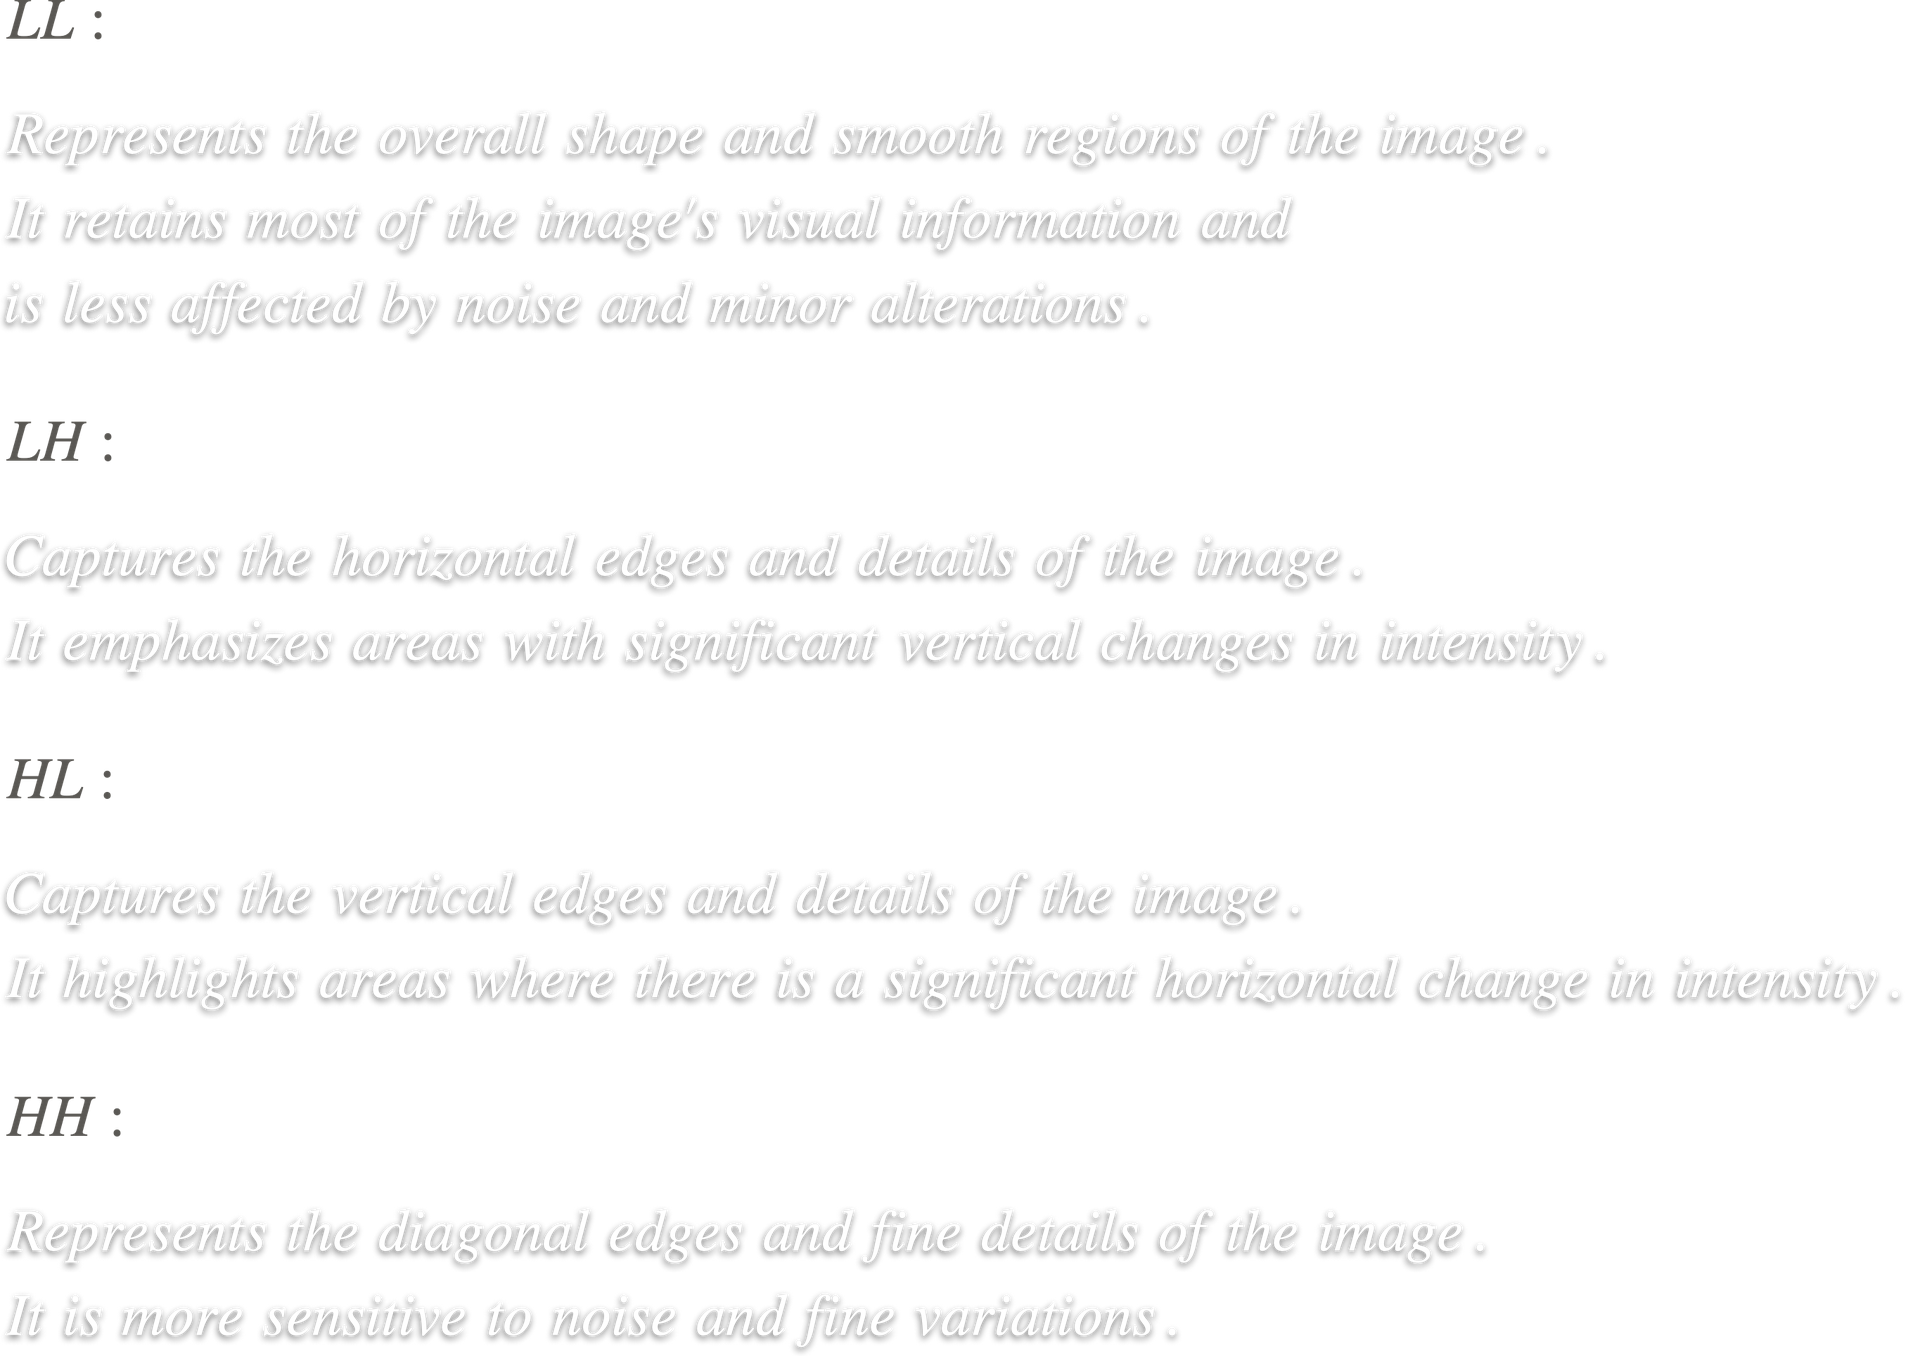 LL :
Represents the overall shape and smooth regions of the image .
It retains most of the image's visual information and
is less affected by noise and minor alterations .
LH :
Captures the horizontal edges and details of the image .
It emphasizes areas with significant vertical changes in intensity .
HL :
Captures the vertical edges and details of the image .
It highlights areas where there is a significant horizontal change in intensity .
HH :
Represents the diagonal edges and fine details of the image .
It is more sensitive to noise and fine variations .